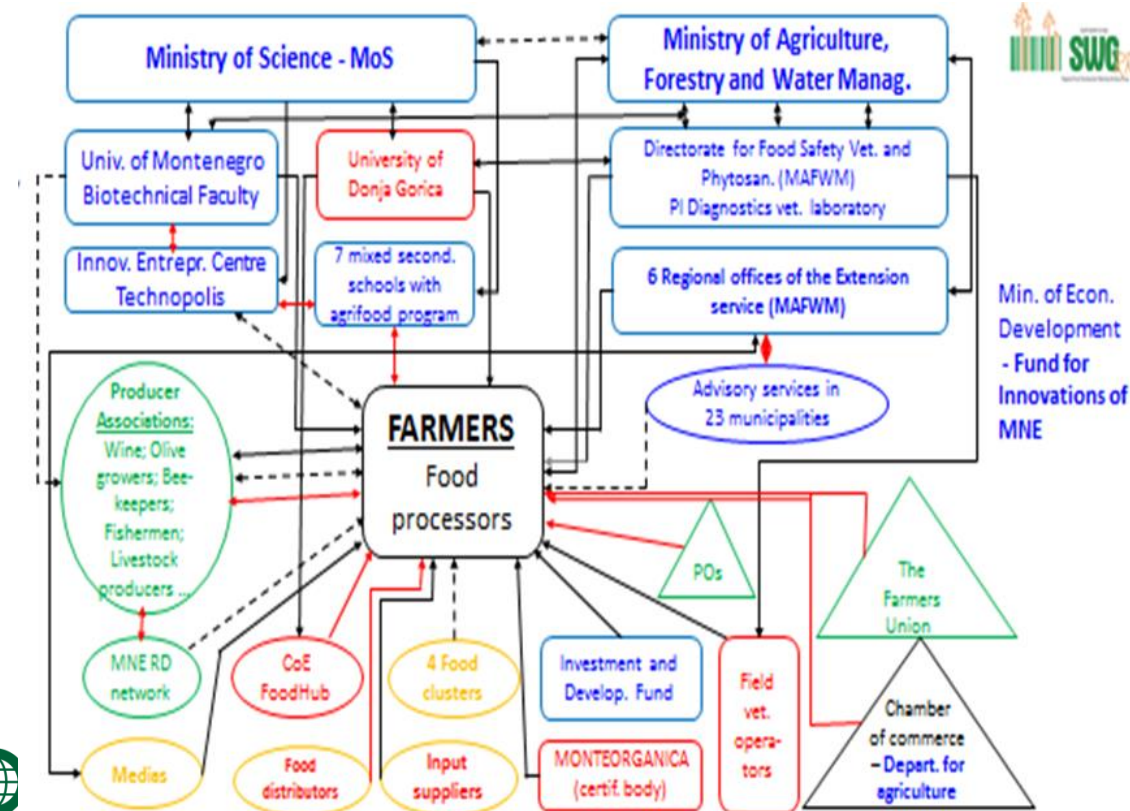 Ministry of Science - MoS
Ministry of Agriculture,
Forestry and Water Manag.
SWG
Univ. of Montenegro
Biotechnical Faculty
University of
Donja Gorica
Directorate for Food Safety Vet. and
Phytosan. (MAFWM)
PI Diagnostics vet. laboratory
Innov. Entrepr. Centre
Technopolis
7 mixed second.
schools with
agrifood program
6 Regional offices of the Extension
service (MAFWM)
Min. of Econ.
Development
- Fund for
Innovations of
MNE
Advisory services in
23 municipalities
Producer
Associations:
Wine; Olive
growers; Bee-
keepers;
Fishermen;
Livestock
producers ...
FARMERS
Food
processors
POs
The
Farmers
Union
MNE RD
network
CoE
FoodHub
4 Food
clusters
Investment and
Develop. Fund
Field
vet.
opera-
tors
Chamber
of commerce
– Depart. for
agriculture
Medias
Food
distributors
Input
suppliers
MONTEORGANICA
(certif. body)